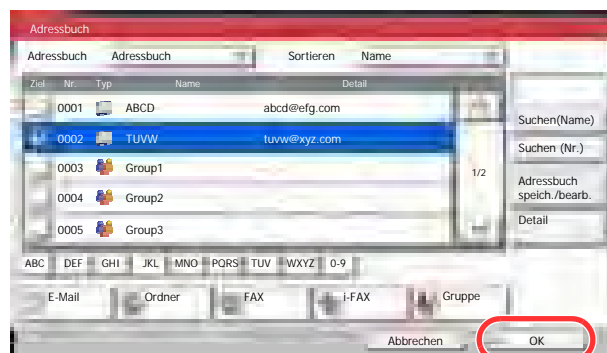 Adressbuch
Adressbuch Adressbuch Sortieren Name
Ziel Nr. Typ Name Detail
0001 ABCD abcd@efg.com
0002 TUVW tuvw@xyz.com
0003 Group1
0004 Group2
0005 Group3
1/2
Suchen(Name)
Suchen (Nr.)
Adressbuch
speich./bearb.
Detail
ABC DEF GHI JKL MNO PQRS TUV WXYZ 0-9
E-Mail Ordner FAX i-FAX Gruppe
Abbrechen OK